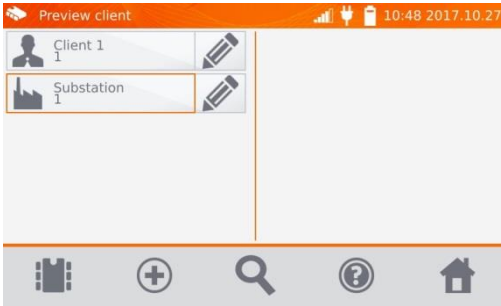 Preview client
10:48 2017.10.27
Client 1
1
Substation
1